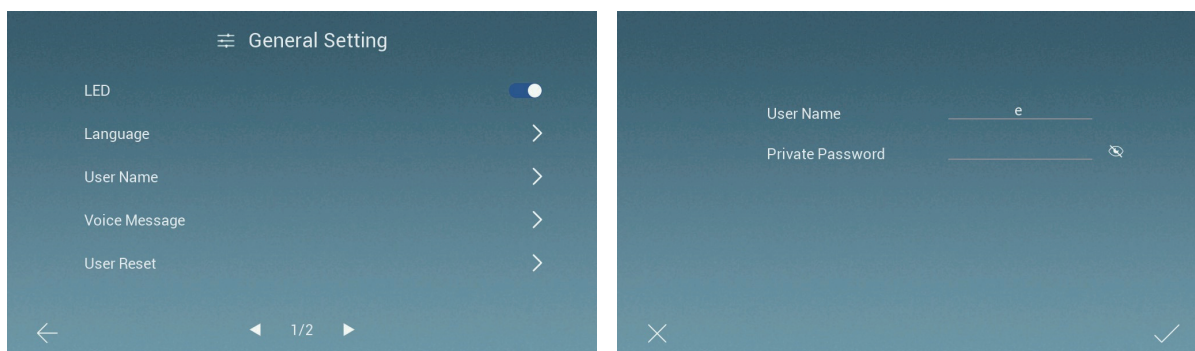 General Setting
LED
Language
User Name
Voice Message
User Reset
1/2
User Name e
Private Password